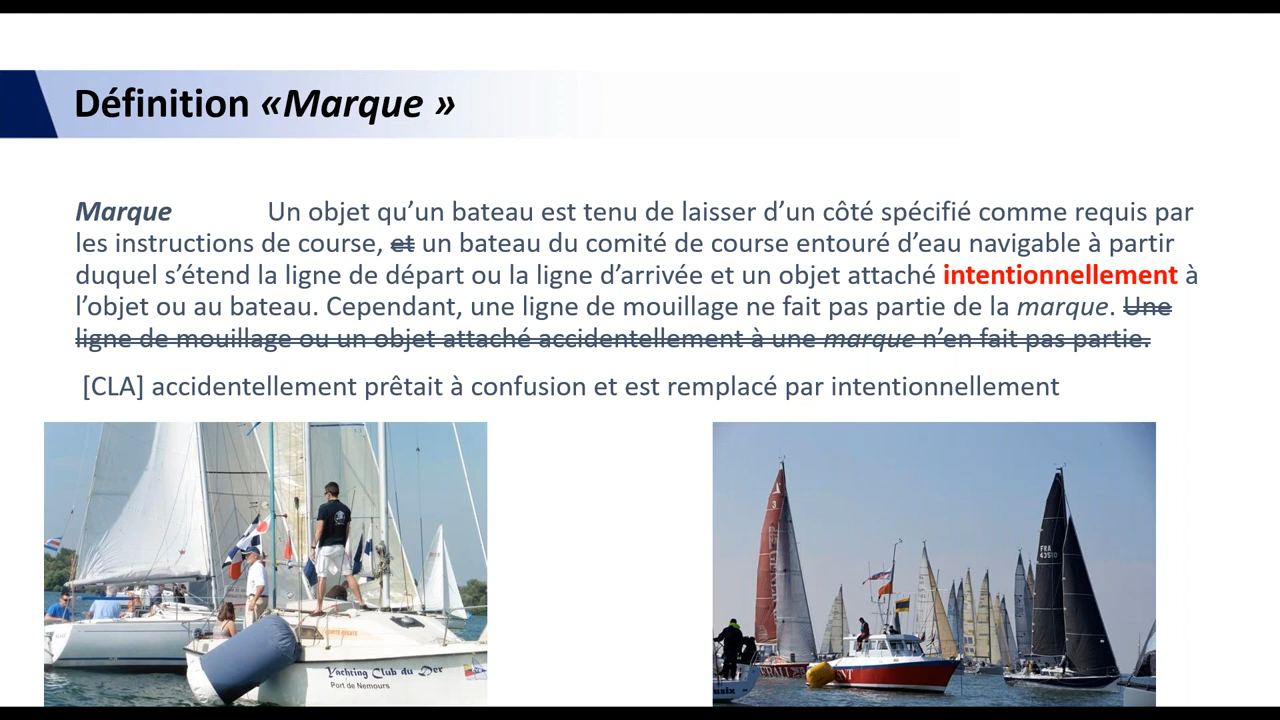 Définition «Marque »
Marque Un objet qu’un bateau est tenu de laisser d’un côté spécifié comme requis par
les instructions de course, et un bateau du comité de course entouré d’eau navigable à partir
duquel s’étend la ligne de départ ou la ligne d’arrivée et un objet attaché intentionnellement à
l’objet ou au bateau. Cependant, une ligne de mouillage ne fait pas partie de la marque. Une
ligne de mouillage ou un objet attaché accidentellement à une marque n’en fait pas partie.
[CLA] accidentellement prêtait à confusion et est remplacé par intentionnellement
Yachting Club du Der
Port de Nemours
FRA
43510